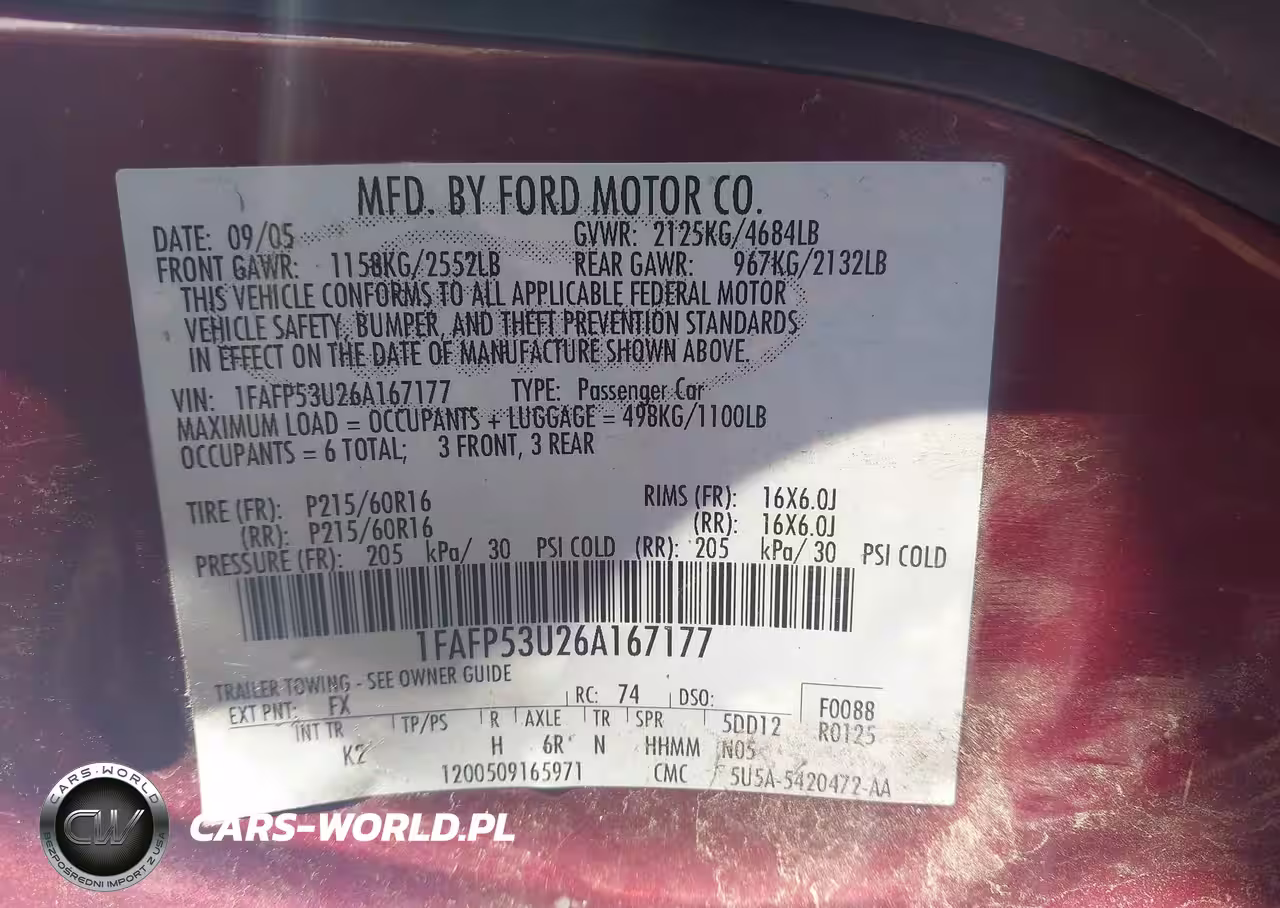 MFD. BY FORD MOTOR CO.
DATE: 09/05 GVWR: 2125KG/4684LB
FRONT GAWR: 1158KG/2552LB REAR GAWR: 967KG/2132LB
THIS VEHICLE CONFORMS TO ALL APPLICABLE FEDERAL MOTOR
VEHICLE SAFETY, BUMPER, AND THEFT PREVENTION STANDARDS
IN EFFECT ON THE DATE OF MANUFACTURE SHOWN ABOVE.
VIN: 1FAFP53U26A167177 TYPE: Passenger Car
MAXIMUM LOAD = OCCUPANTS + LUGGAGE = 498KG/1100LB
OCCUPANTS = 6 TOTAL; 3 FRONT, 3 REAR
TIRE (FR): P215/60R16 RIMS (FR): 16X6.0J
(RR): P215/60R16 (RR): 16X6.0J
PRESSURE (FR): 205 kPa/ 30 PSI COLD (RR): 205 kPa/ 30 PSI COLD
1FAFP53U26A167177
TRAILER TOWING - SEE OWNER GUIDE
EXT PNT: FX RC: 74 DSO: F0088
INT TR TP/PS R AXLE TR SPR 5DD12 R0125
K2 H 6R N HHMM N05
1200509165971 CMC 5U5A-5420472-AA
CARS-WORLD
CW
BEZPOŚREDNI IMPORT Z USA
CARS-WORLD.PL